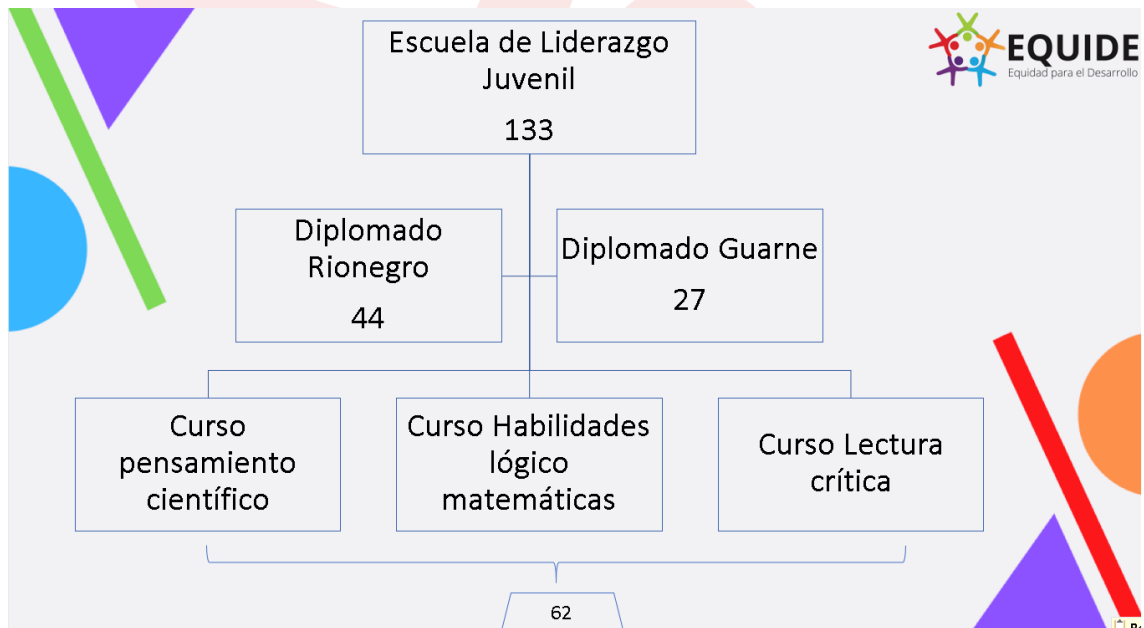 Escuela de Liderazgo
Juvenil
133
EQUIDE
Equidad para el Desarrollo
Diplomado
Rionegro
44
Diplomado Guarne
27
Curso
pensamiento
científico
Curso Habilidades
lógico
matemáticas
Curso Lectura
crítica
62